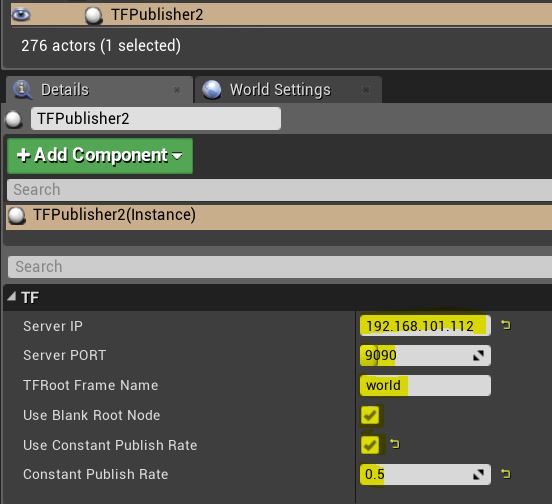 TFPublisher2
276 actors (1 selected)
Details
World Settings
TFPublisher2
+ Add Component
Search
TFPublisher2(Instance)
Search
TF
Server IP 192.168.101.112
Server PORT 9090
TFRoot Frame Name world
Use Blank Root Node
Use Constant Publish Rate
Constant Publish Rate 0.5